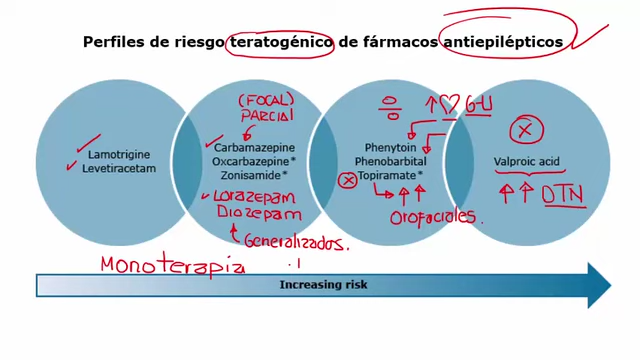 Perfiles de riesgo teratogénico de fármacos antiepilépticos
Lamotrigine
Levetiracetam
(FOCAL)
PARCIAL
Carbamazepine
Oxcarbazepine*
Zonisamide*
Lorazepam
Diazepam
Generalizados.
G-U
Phenytoin
Phenobarbital
Topiramate*
Orofaciales.
Valproic acid
DTN
Monoterapia
Increasing risk